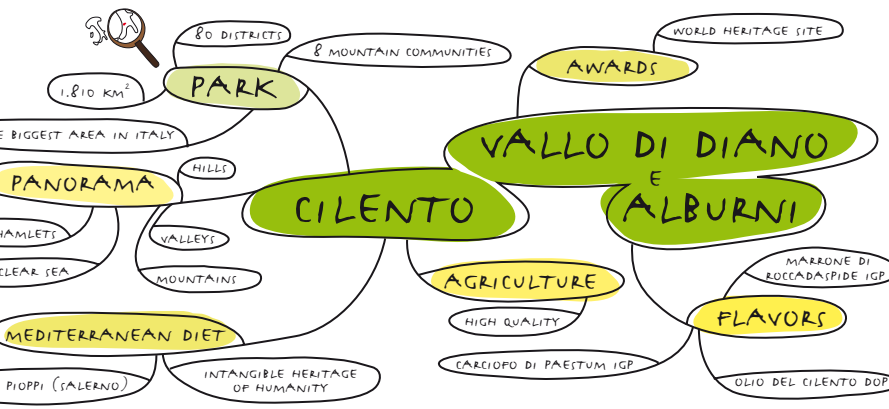 80 DISTRICTS
8 MOUNTAIN COMMUNITIES
1.810 KM²
PARK
BIGGEST AREA IN ITALY
PANORAMA
HILLS
HAMLETS
VALLEYS
CLEAR SEA
MOUNTAINS
CILENTO
MEDITERRANEAN DIET
PIOPPI (SALERNO)
INTANGIBLE HERITAGE
OF HUMANITY
WORLD HERITAGE SITE
AWARDS
VALLO DI DIANO
E
ALBURNI
AGRICULTURE
HIGH QUALITY
CARCIOFO DI PAESTUM IGP
MARRONE DI
ROCCADASPIDE IGP
FLAVORS
OLIO DEL CILENTO DOP